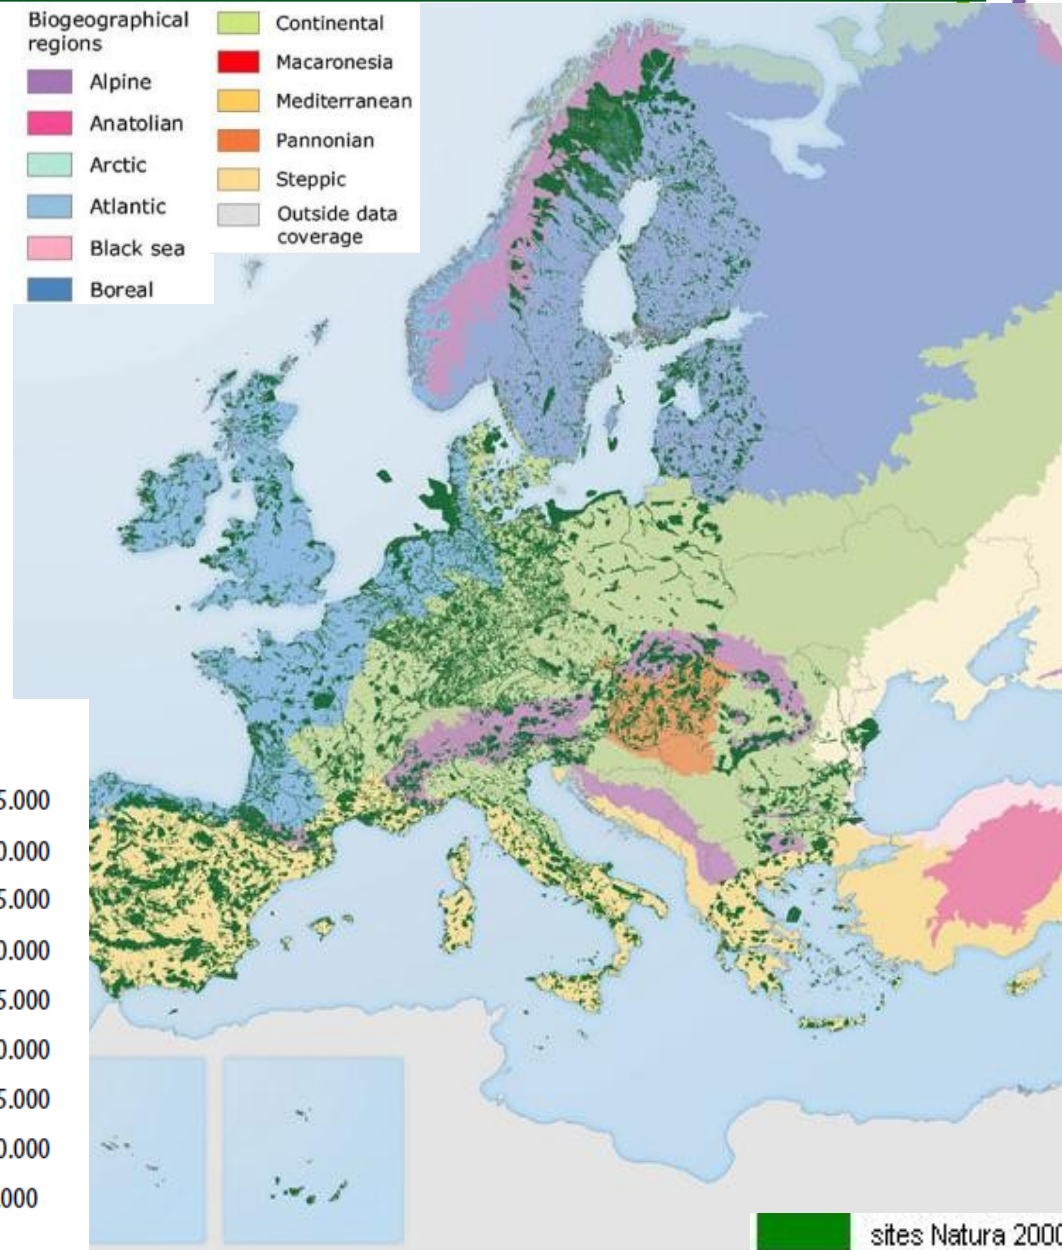 Biogeographical
regions
Alpine
Anatolian
Arctic
Atlantic
Black sea
Boreal
Continental
Macaronesia
Mediterranean
Pannonian
Steppic
Outside data
coverage
5.000
0.000
5.000
0.000
5.000
0.000
5.000
0.000
.000
sites Natura 2000